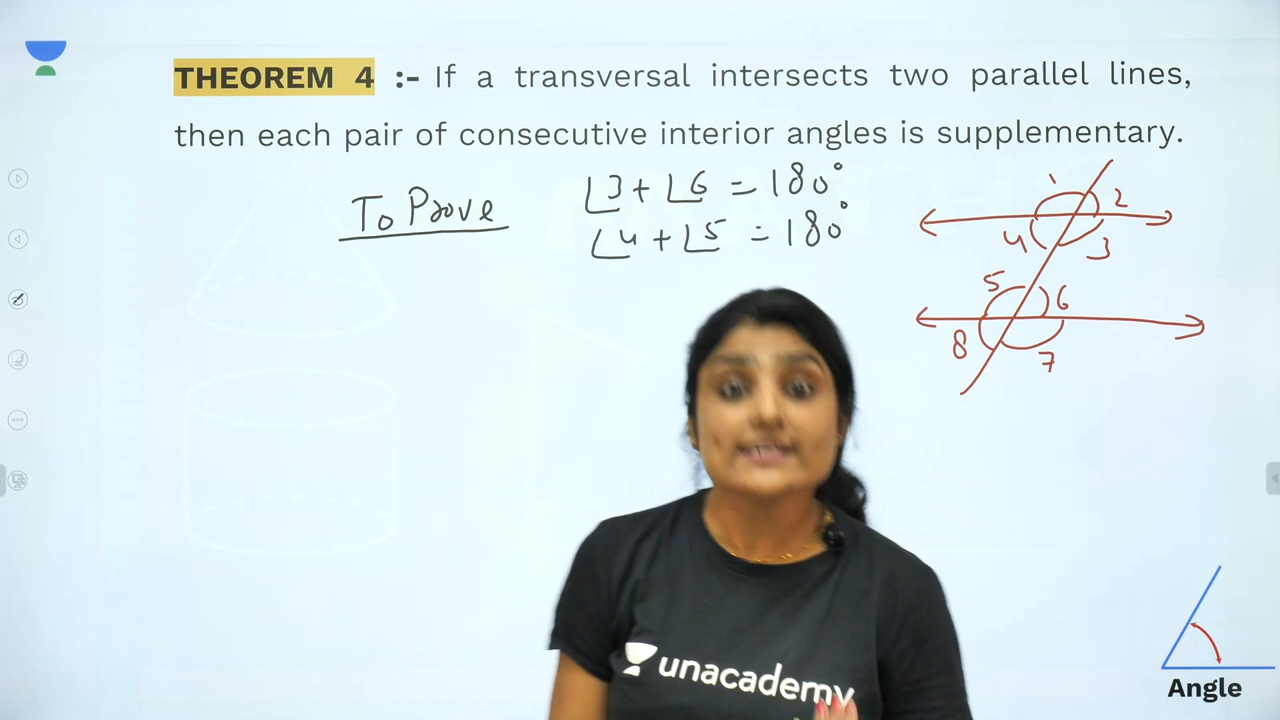 THEOREM 4 :- If a transversal intersects two parallel lines,
then each pair of consecutive interior angles is supplementary.
To Prove
∠3 + ∠6 = 180°
∠4 + ∠5 = 180°
1 2
4 3
5 6
8 7
unacademy
Angle